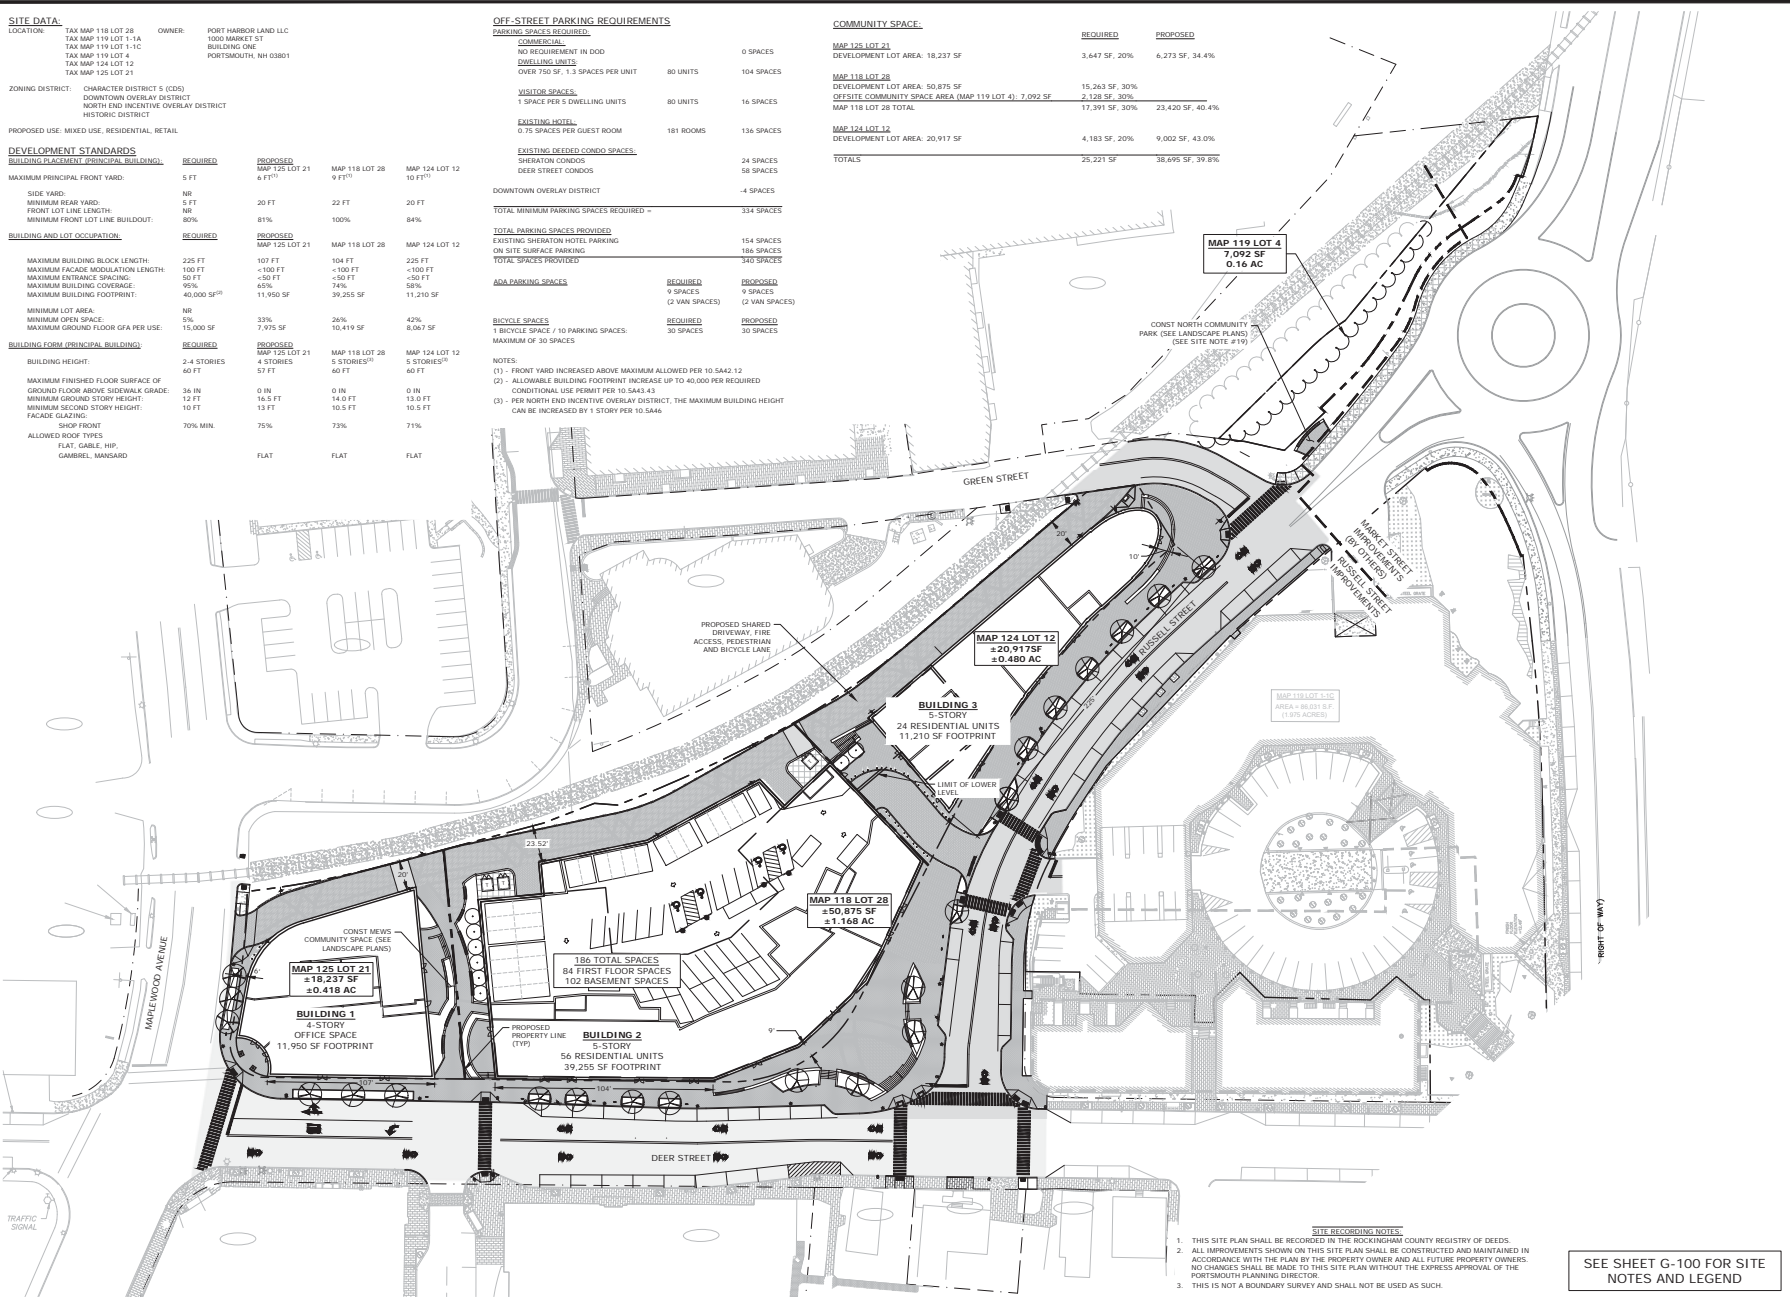 SITE DATA:
LOCATION: TAX MAP 118 LOT 28 OWNER: PORT HARBOR LAND LLC
TAX MAP 119 LOT 1-1A 1000 MARKET ST
TAX MAP 119 LOT 1-1C BUILDING ONE
TAX MAP 119 LOT 4 PORTSMOUTH, NH 03801
TAX MAP 124 LOT 12
TAX MAP 125 LOT 21
ZONING DISTRICT: CHARACTER DISTRICT 5 (CD5)
DOWNTOWN OVERLAY DISTRICT
NORTH END INCENTIVE OVERLAY DISTRICT
HISTORIC DISTRICT
PROPOSED USE: MIXED USE, RESIDENTIAL, RETAIL
DEVELOPMENT STANDARDS
BUILDING PLACEMENT (PRINCIPAL BUILDING): REQUIRED PROPOSED
MAP 125 LOT 21 MAP 118 LOT 28 MAP 124 LOT 12
MAXIMUM PRINCIPAL FRONT YARD: 5 FT 6 FT(1) 9 FT(1) 10 FT(1)
SIDE YARD: NR
MINIMUM REAR YARD: 5 FT 20 FT 22 FT 20 FT
FRONT LOT LINE LENGTH: NR
MINIMUM FRONT LOT LINE BUILDOUT: 80% 81% 100% 84%
BUILDING AND LOT OCCUPATION: REQUIRED PROPOSED
MAP 125 LOT 21 MAP 118 LOT 28 MAP 124 LOT 12
MAXIMUM BUILDING BLOCK LENGTH: 225 FT 107 FT 104 FT 225 FT
MAXIMUM FACADE MODULATION LENGTH: 100 FT <100 FT <100 FT <100 FT
MAXIMUM ENTRANCE SPACING: 50 FT <50 FT <50 FT <50 FT
MAXIMUM BUILDING COVERAGE: 95% 65% 74% 58%
MAXIMUM BUILDING FOOTPRINT: 40,000 SF(2) 11,950 SF 39,255 SF 11,210 SF
MINIMUM LOT AREA: NR
MINIMUM OPEN SPACE: 5% 33% 26% 42%
MAXIMUM GROUND FLOOR GFA PER USE: 15,000 SF 7,975 SF 10,419 SF 8,067 SF
BUILDING FORM (PRINCIPAL BUILDING): REQUIRED PROPOSED
MAP 125 LOT 21 MAP 118 LOT 28 MAP 124 LOT 12
BUILDING HEIGHT: 2-4 STORIES 4 STORIES 5 STORIES(3) 5 STORIES(3)
60 FT 57 FT 60 FT 60 FT
MAXIMUM FINISHED FLOOR SURFACE OF
GROUND FLOOR ABOVE SIDEWALK GRADE: 36 IN 0 IN 0 IN 0 IN
MINIMUM GROUND STORY HEIGHT: 12 FT 16.5 FT 14.0 FT 13.0 FT
MINIMUM SECOND STORY HEIGHT: 10 FT 13 FT 10.5 FT 10.5 FT
FACADE GLAZING:
SHOP FRONT 70% MIN. 75% 73% 71%
ALLOWED ROOF TYPES
FLAT, GABLE, HIP,
GAMBREL, MANSARD FLAT FLAT FLAT
OFF-STREET PARKING REQUIREMENTS
PARKING SPACES REQUIRED:
COMMERCIAL:
NO REQUIREMENT IN DOD 0 SPACES
DWELLING UNITS:
OVER 750 SF, 1.3 SPACES PER UNIT 80 UNITS 104 SPACES
VISITOR SPACES:
1 SPACE PER 5 DWELLING UNITS 80 UNITS 16 SPACES
EXISTING HOTEL:
0.75 SPACES PER GUEST ROOM 181 ROOMS 136 SPACES
EXISTING DEEDED CONDO SPACES:
SHERATON CONDOS 24 SPACES
DEER STREET CONDOS 58 SPACES
DOWNTOWN OVERLAY DISTRICT -4 SPACES
TOTAL MINIMUM PARKING SPACES REQUIRED = 334 SPACES
TOTAL PARKING SPACES PROVIDED
EXISTING SHERATON HOTEL PARKING 154 SPACES
ON SITE SURFACE PARKING 186 SPACES
TOTAL SPACES PROVIDED 340 SPACES
ADA PARKING SPACES REQUIRED PROPOSED
9 SPACES 9 SPACES
(2 VAN SPACES) (2 VAN SPACES)
BICYCLE SPACES REQUIRED PROPOSED
1 BICYCLE SPACE / 10 PARKING SPACES: 30 SPACES 30 SPACES
MAXIMUM OF 30 SPACES
NOTES:
(1) - FRONT YARD INCREASED ABOVE MAXIMUM ALLOWED PER 10.5A42.12
(2) - ALLOWABLE BUILDING FOOTPRINT INCREASE UP TO 40,000 PER REQUIRED
CONDITIONAL USE PERMIT PER 10.5A43.43
(3) - PER NORTH END INCENTIVE OVERLAY DISTRICT, THE MAXIMUM BUILDING HEIGHT
CAN BE INCREASED BY 1 STORY PER 10.5A46
COMMUNITY SPACE:
REQUIRED PROPOSED
MAP 125 LOT 21
DEVELOPMENT LOT AREA: 18,237 SF 3,647 SF, 20% 6,273 SF, 34.4%
MAP 118 LOT 28
DEVELOPMENT LOT AREA: 50,875 SF 15,263 SF, 30%
OFFSITE COMMUNITY SPACE AREA (MAP 119 LOT 4): 7,092 SF 2,128 SF, 30%
MAP 118 LOT 28 TOTAL 17,391 SF, 30% 23,420 SF, 40.4%
MAP 124 LOT 12
DEVELOPMENT LOT AREA: 20,917 SF 4,183 SF, 20% 9,002 SF, 43.0%
TOTALS 25,221 SF 38,695 SF, 39.8%
MAP 119 LOT 4
7,092 SF
0.16 AC
CONST NORTH COMMUNITY
PARK (SEE LANDSCAPE PLANS)
(SEE SITE NOTE #19)
GREEN STREET
MARKET STREET
IMPROVEMENTS
(BY OTHERS)
RUSSELL STREET
IMPROVEMENTS
20'
10'
RUSSELL STREET
225'
PROPOSED SHARED
DRIVEWAY, FIRE
ACCESS, PEDESTRIAN
AND BICYCLE LANE
MAP 124 LOT 12
±20,917SF
±0.480 AC
BUILDING 3
5-STORY
24 RESIDENTIAL UNITS
11,210 SF FOOTPRINT
LIMIT OF LOWER
LEVEL
MAP 119 LOT 1-1C
AREA = 86,031 S.F.
(1.975 ACRES)
23.52'
20'
MAP 118 LOT 28
±50,875 SF
±1.168 AC
CONST MEWS
COMMUNITY SPACE (SEE
LANDSCAPE PLANS)
6'
MAP 125 LOT 21
±18,237 SF
±0.418 AC
186 TOTAL SPACES
84 FIRST FLOOR SPACES
102 BASEMENT SPACES
BUILDING 1
4-STORY
OFFICE SPACE
11,950 SF FOOTPRINT
PROPOSED
PROPERTY LINE
(TYP)
BUILDING 2
5-STORY
56 RESIDENTIAL UNITS
39,255 SF FOOTPRINT
9'
107'
104'
MAPLEWOOD AVENUE
DEER STREET
RIGHT OF WAY)
TRAFFIC
SIGNAL
SITE RECORDING NOTES:
1. THIS SITE PLAN SHALL BE RECORDED IN THE ROCKINGHAM COUNTY REGISTRY OF DEEDS.
2. ALL IMPROVEMENTS SHOWN ON THIS SITE PLAN SHALL BE CONSTRUCTED AND MAINTAINED IN
ACCORDANCE WITH THE PLAN BY THE PROPERTY OWNER AND ALL FUTURE PROPERTY OWNERS.
NO CHANGES SHALL BE MADE TO THIS SITE PLAN WITHOUT THE EXPRESS APPROVAL OF THE
PORTSMOUTH PLANNING DIRECTOR.
3. THIS IS NOT A BOUNDARY SURVEY AND SHALL NOT BE USED AS SUCH.
SEE SHEET G-100 FOR SITE
NOTES AND LEGEND